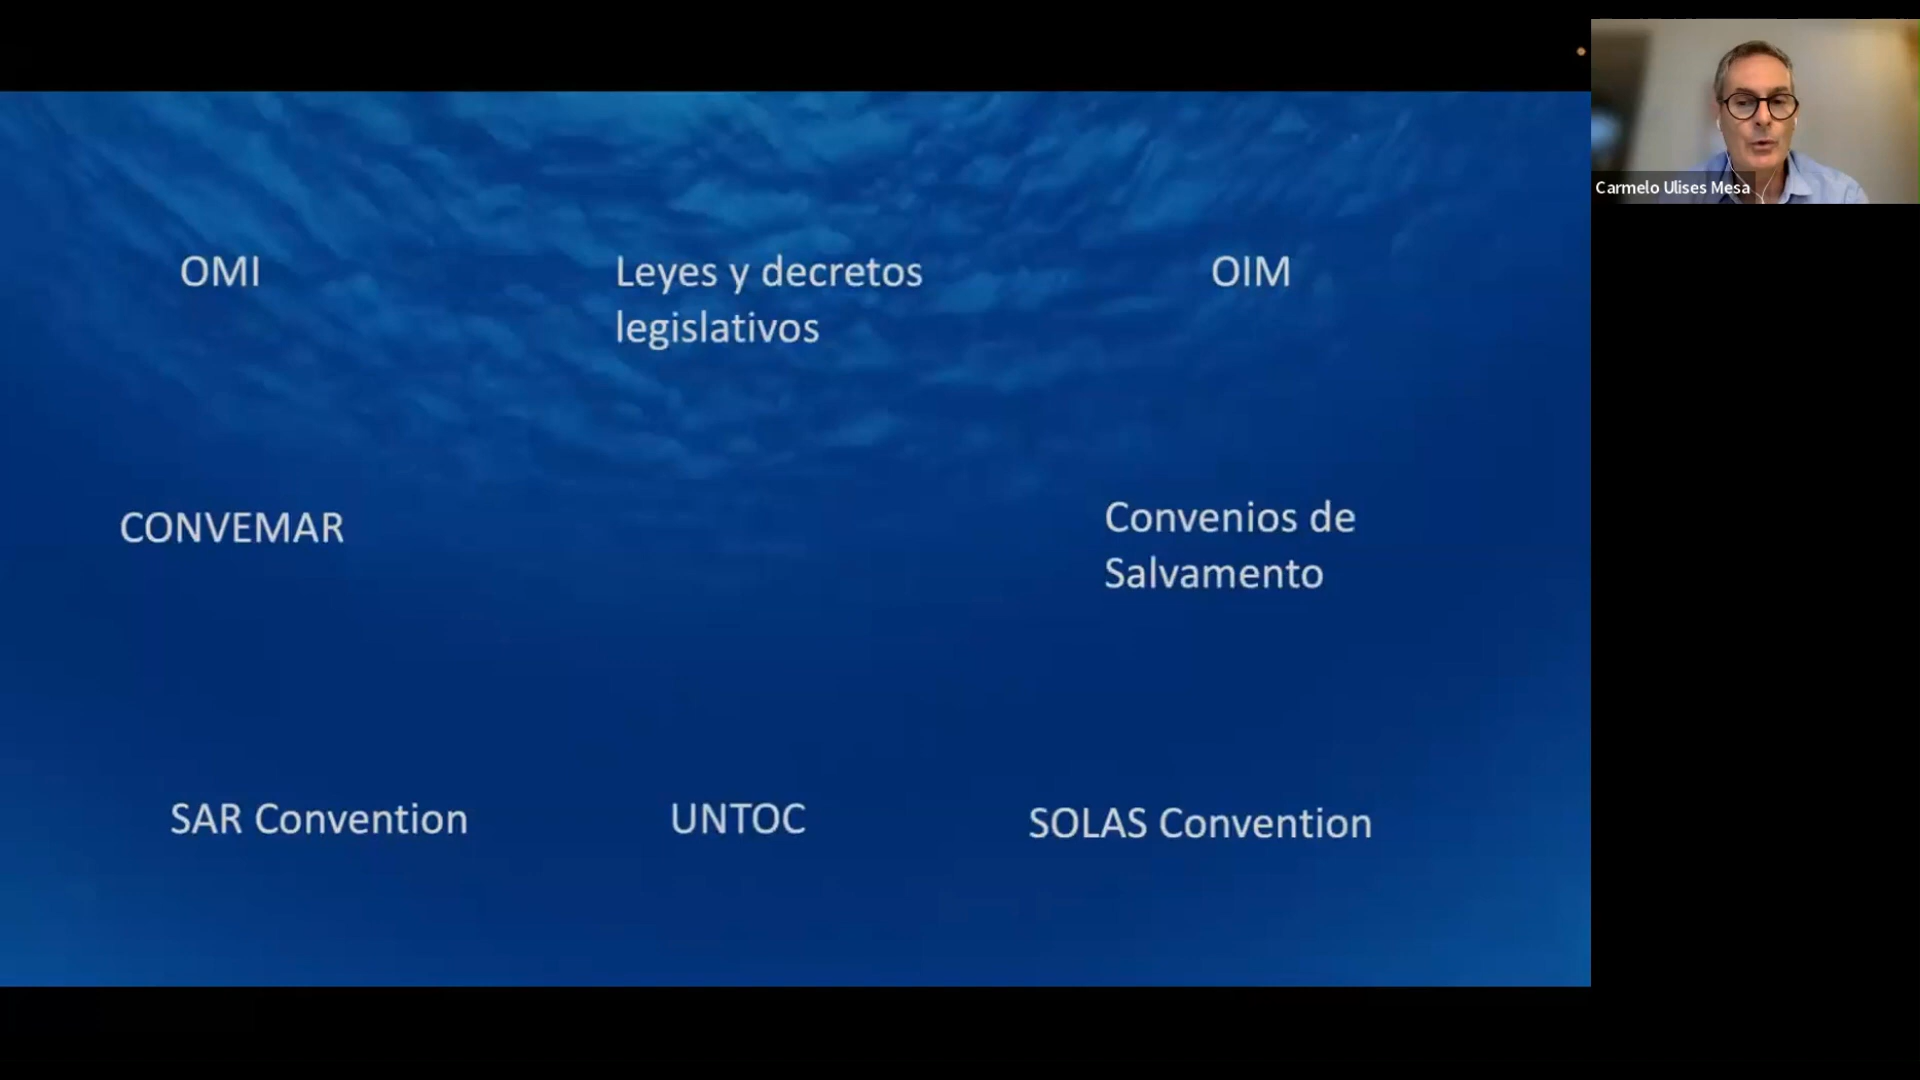 Carmelo Ulises Mesa
OMI
Leyes y decretos
legislativos
OIM
CONVEMAR
Convenios de
Salvamento
SAR Convention
UNTOC
SOLAS Convention